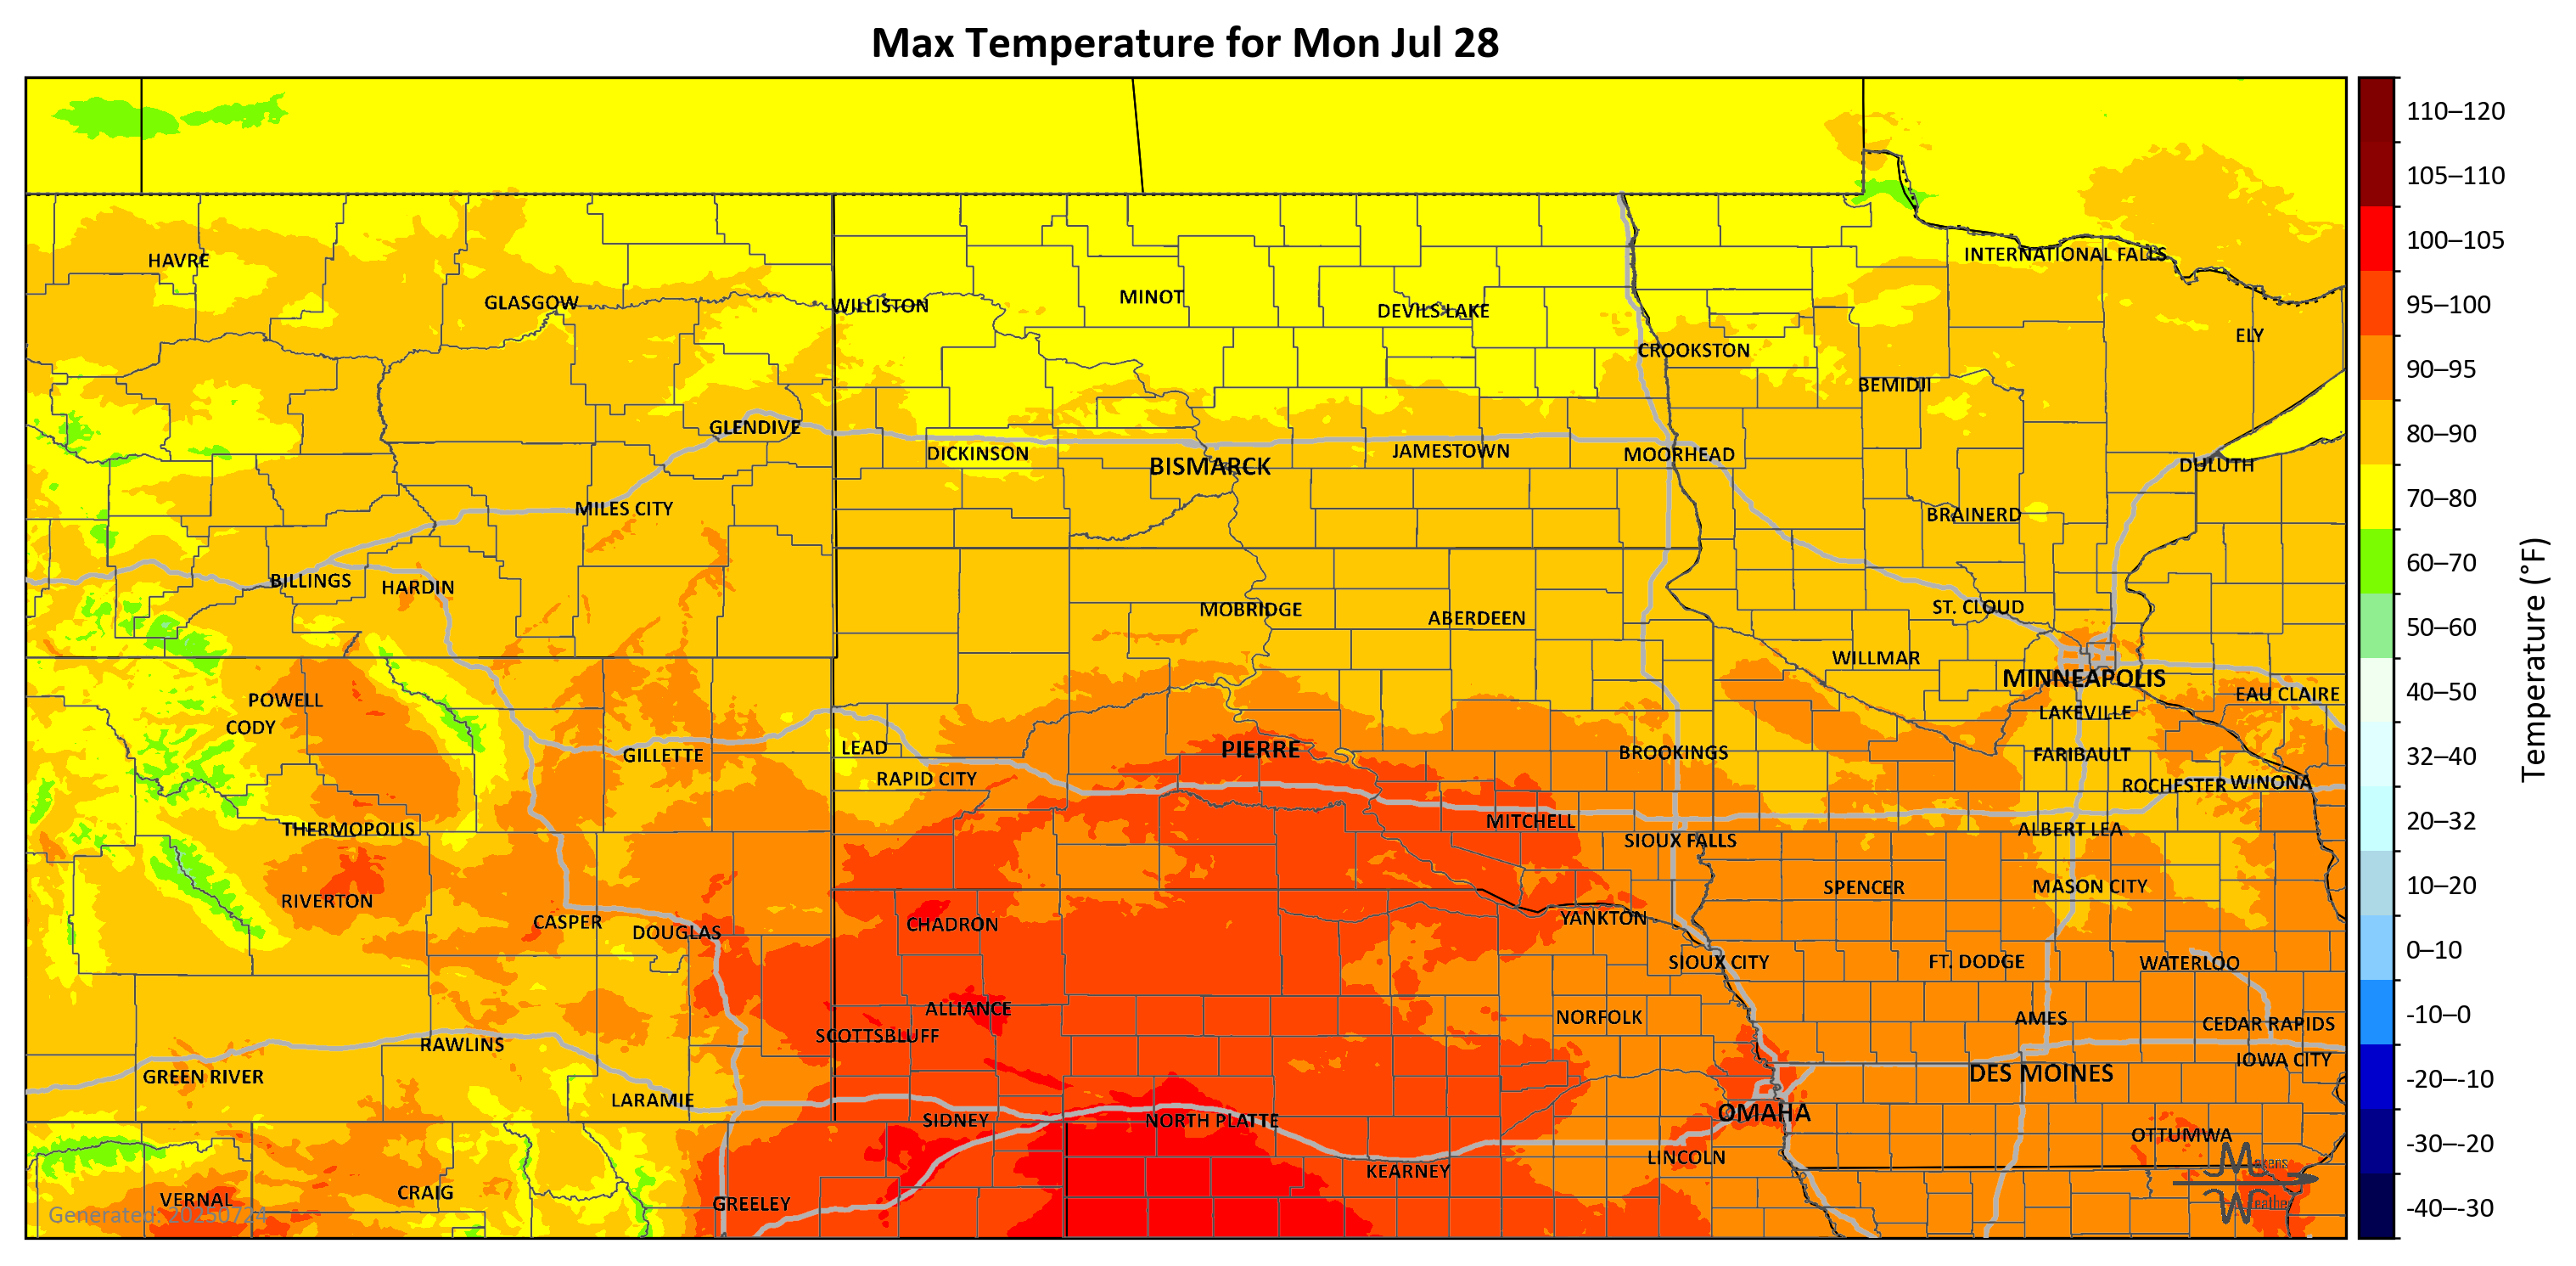 Max Temperature for Mon Jul 28
110–120
105–110
100–105
95–100
90–95
80–90
70–80
60–70
50–60
40–50
32–40
20–32
10–20
0–10
-10–0
-20–-10
-30–-20
-40–-30
Temperature (°F)
HAVRE
INTERNATIONAL FALLS
GLASGOW
WILLISTON
MINOT
DEVILS LAKE
ELY
CROOKSTON
BEMIDJI
GLENDIVE
DICKINSON
BISMARCK
JAMESTOWN
MOORHEAD
DULUTH
MILES CITY
BRAINERD
BILLINGS
HARDIN
MOBRIDGE
ABERDEEN
ST. CLOUD
WILLMAR
MINNEAPOLIS
EAU CLAIRE
POWELL
CODY
LAKEVILLE
GILLETTE
LEAD
PIERRE
BROOKINGS
FARIBAULT
RAPID CITY
ROCHESTER
WINONA
THERMOPOLIS
MITCHELL
SIOUX FALLS
ALBERT LEA
RIVERTON
SPENCER
MASON CITY
CASPER
DOUGLAS
CHADRON
YANKTON
SIOUX CITY
FT. DODGE
WATERLOO
ALLIANCE
NORFOLK
AMES
CEDAR RAPIDS
SCOTTSBLUFF
RAWLINS
IOWA CITY
GREEN RIVER
DES MOINES
LARAMIE
SIDNEY
NORTH PLATTE
OMAHA
OTTUMWA
LINCOLN
KEARNEY
VERNAL
CRAIG
GREELEY
Generated: 20250724
Makens
Weather